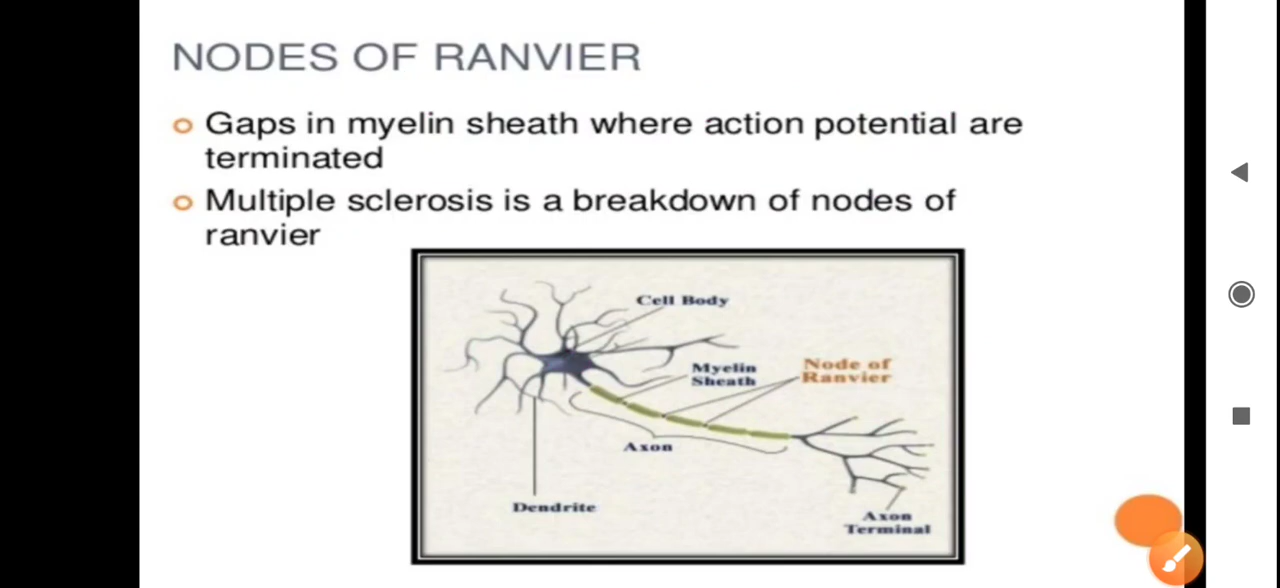 NODES OF RANVIER
Gaps in myelin sheath where action potential are
terminated
Multiple sclerosis is a breakdown of nodes of
ranvier
Cell Body
Myelin
Sheath
Node of
Ranvier
Axon
Dendrite
Axon
Terminal